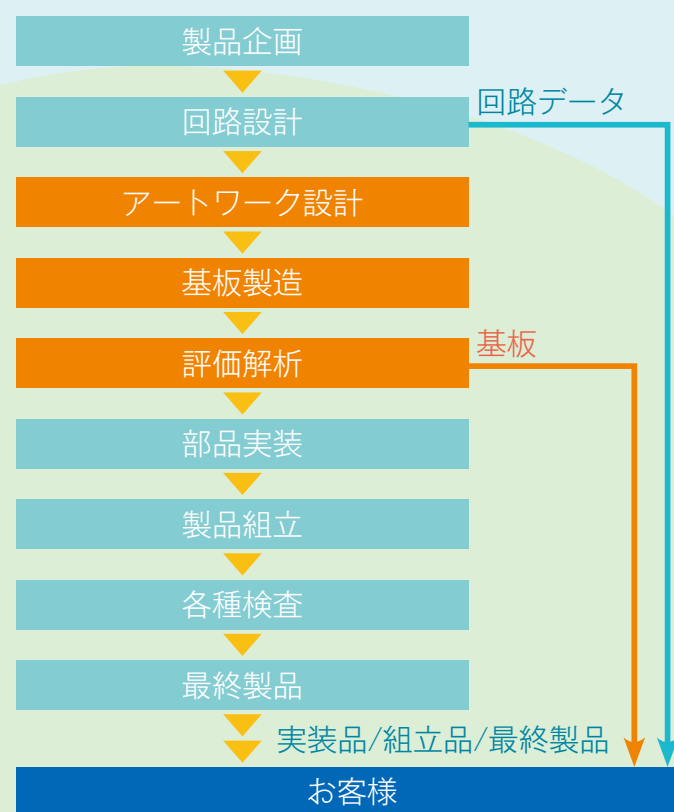 製品企画
回路設計
回路データ
アートワーク設計
基板製造
評価解析
基板
部品実装
製品組立
各種検査
最終製品
実装品/組立品/最終製品
お客様